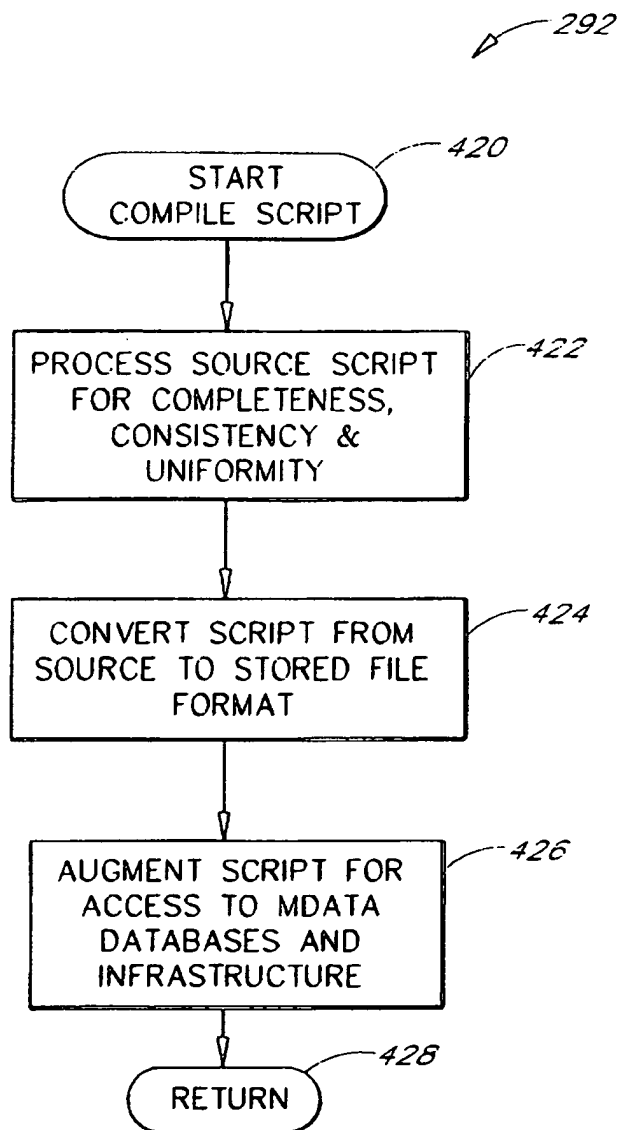 292
420
START
COMPILE SCRIPT
422
PROCESS SOURCE SCRIPT
FOR COMPLETENESS,
CONSISTENCY &
UNIFORMITY
424
CONVERT SCRIPT FROM
SOURCE TO STORED FILE
FORMAT
426
AUGMENT SCRIPT FOR
ACCESS TO MDATA
DATABASES AND
INFRASTRUCTURE
428
RETURN